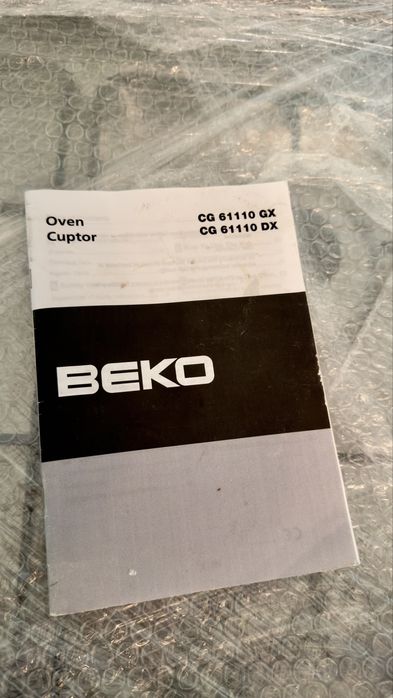 Oven
Cuptor
CG 61110 GX
CG 61110 DX
BEKO